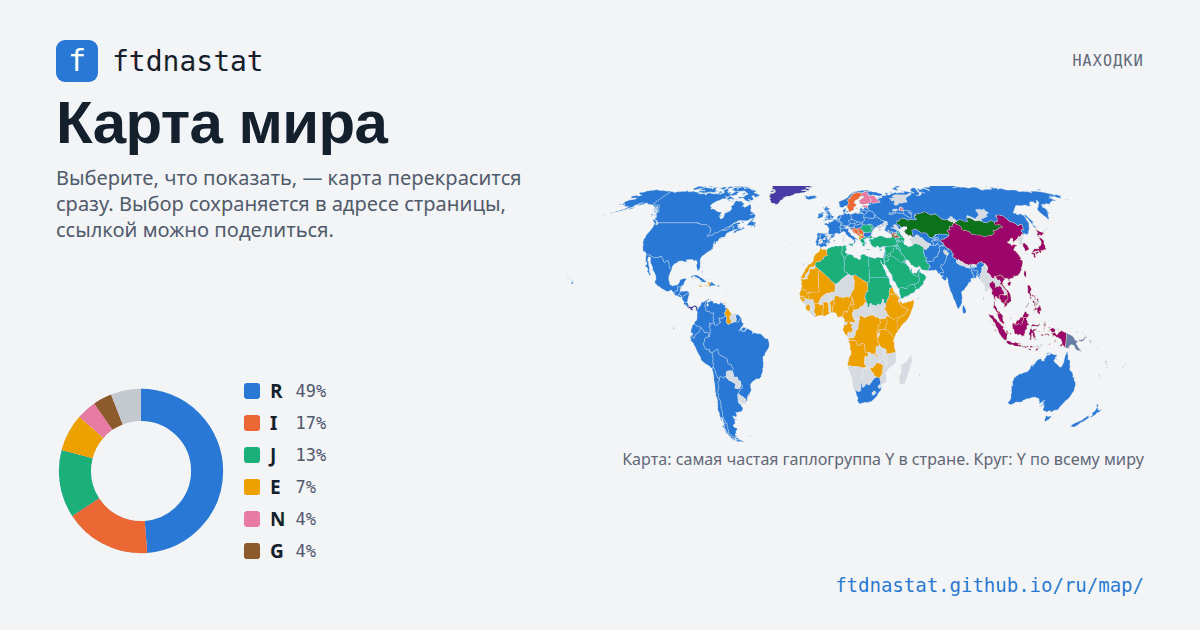 f ftdnastat
НАХОДКИ
Карта мира
Выберите, что показать, — карта перекрасится
сразу. Выбор сохраняется в адресе страницы,
ссылкой можно поделиться.
R 49%
I 17%
J 13%
E 7%
N 4%
G 4%
Карта: самая частая гаплогруппа Y в стране. Круг: Y по всему миру
ftdnastat.github.io/ru/map/